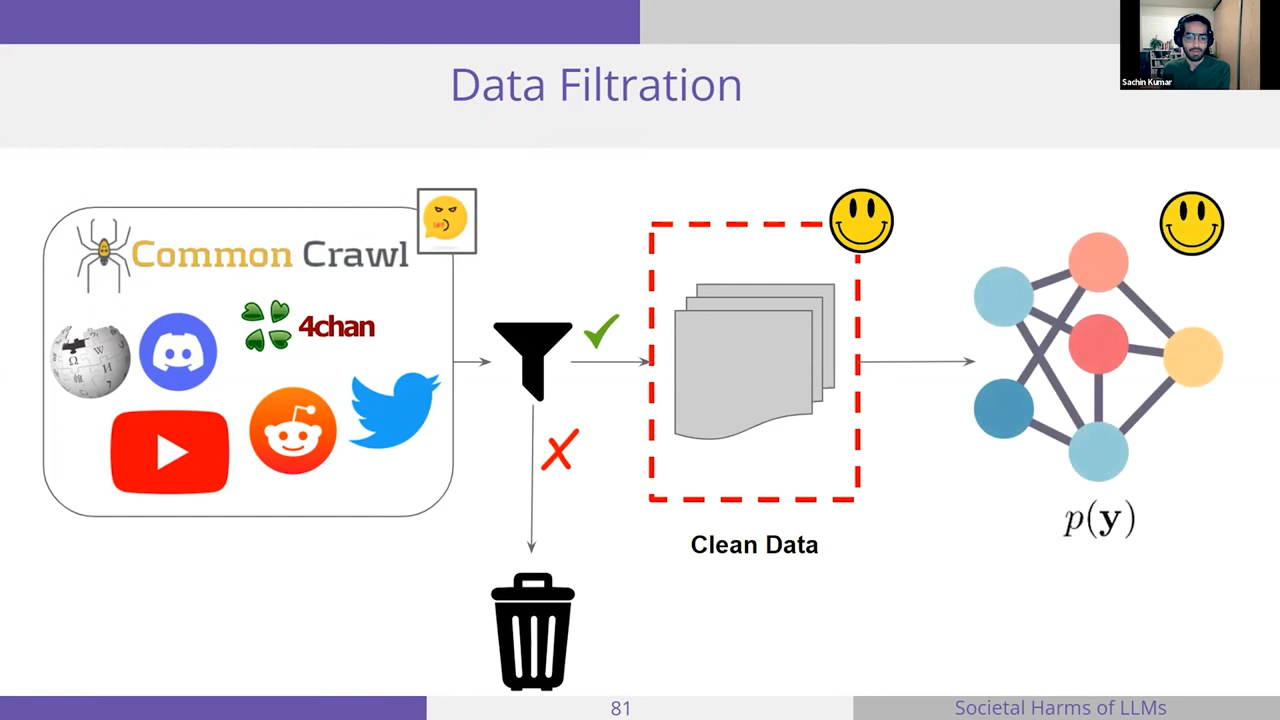 Sachin Kumar
Data Filtration
Common Crawl
4chan
Clean Data
p(y)
81
Societal Harms of LLMs